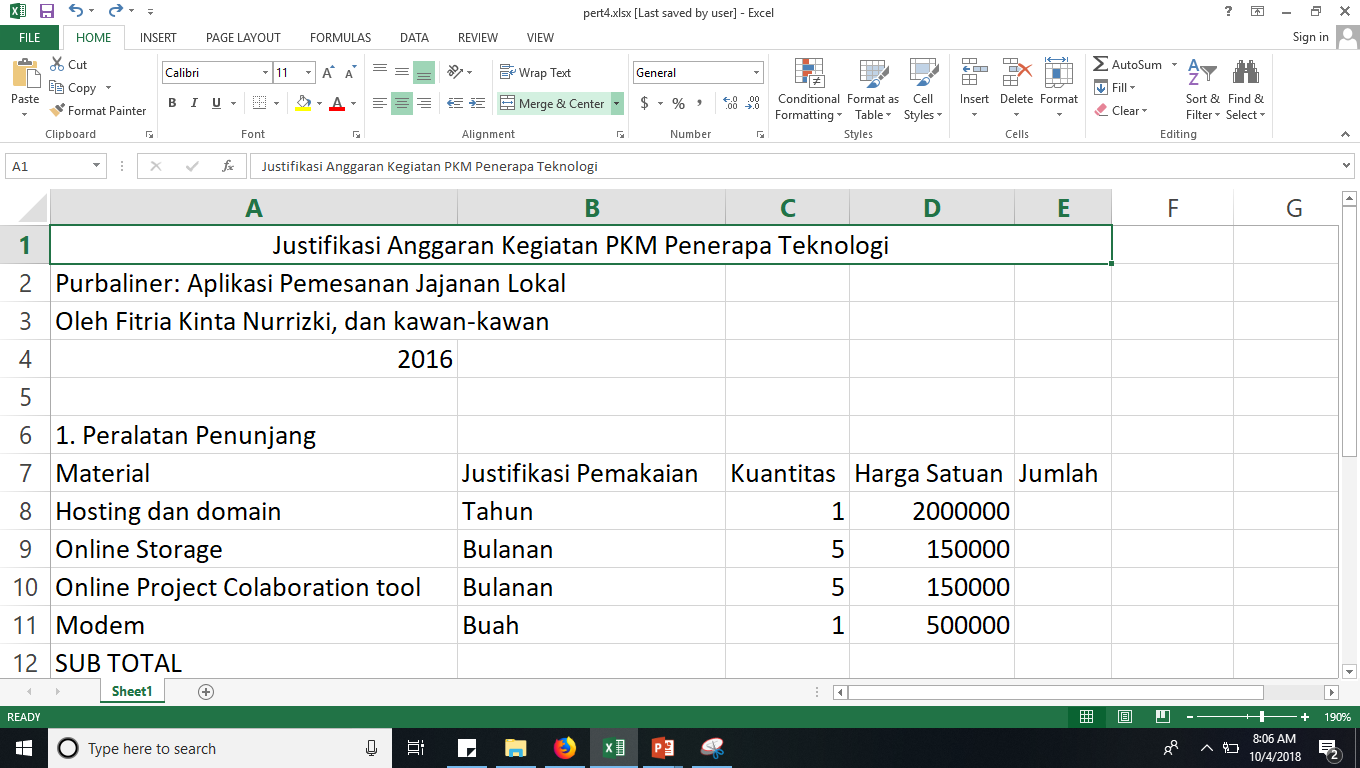 pert4.xlsx [Last saved by user] - Excel
FILE HOME INSERT PAGE LAYOUT FORMULAS DATA REVIEW VIEW Sign in
Paste
Cut
Copy
Format Painter
Clipboard
Calibri 11
B I U
Font
Wrap Text
Merge & Center
Alignment
General
$ % ,
Number
Conditional Formatting
Format as Table
Cell Styles
Styles
Insert
Delete
Format
Cells
AutoSum
Fill
Clear
Sort & Filter
Find & Select
Editing
A1 fx Justifikasi Anggaran Kegiatan PKM Penerapa Teknologi
A B C D E F G
1 Justifikasi Anggaran Kegiatan PKM Penerapa Teknologi
2 Purbaliner: Aplikasi Pemesanan Jajanan Lokal
3 Oleh Fitria Kinta Nurrizki, dan kawan-kawan
4 2016
5
6 1. Peralatan Penunjang
7 Material Justifikasi Pemakaian Kuantitas Harga Satuan Jumlah
8 Hosting dan domain Tahun 1 2000000
9 Online Storage Bulanan 5 150000
10 Online Project Colaboration tool Bulanan 5 150000
11 Modem Buah 1 500000
12 SUB TOTAL
Sheet1
READY 190%
Type here to search
8:06 AM
10/4/2018
2